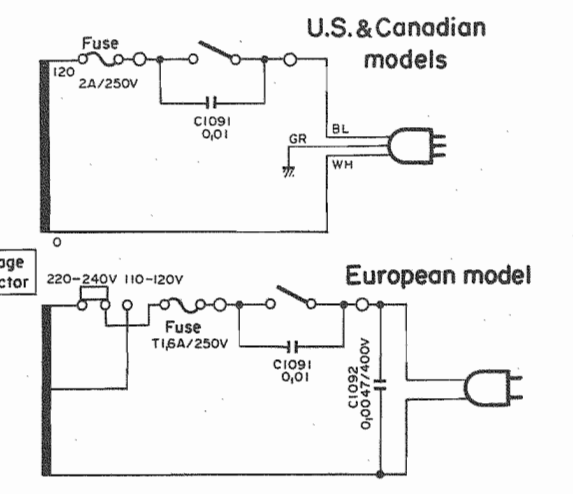 U.S. & Canadian
models
Fuse
120
2A/250V
C1091
0,01
BL
GR
WH
0
age
ctor
220-240V 110-120V
European model
Fuse
T1,6A/250V
C1091
0,01
C1092
0,0047/400V